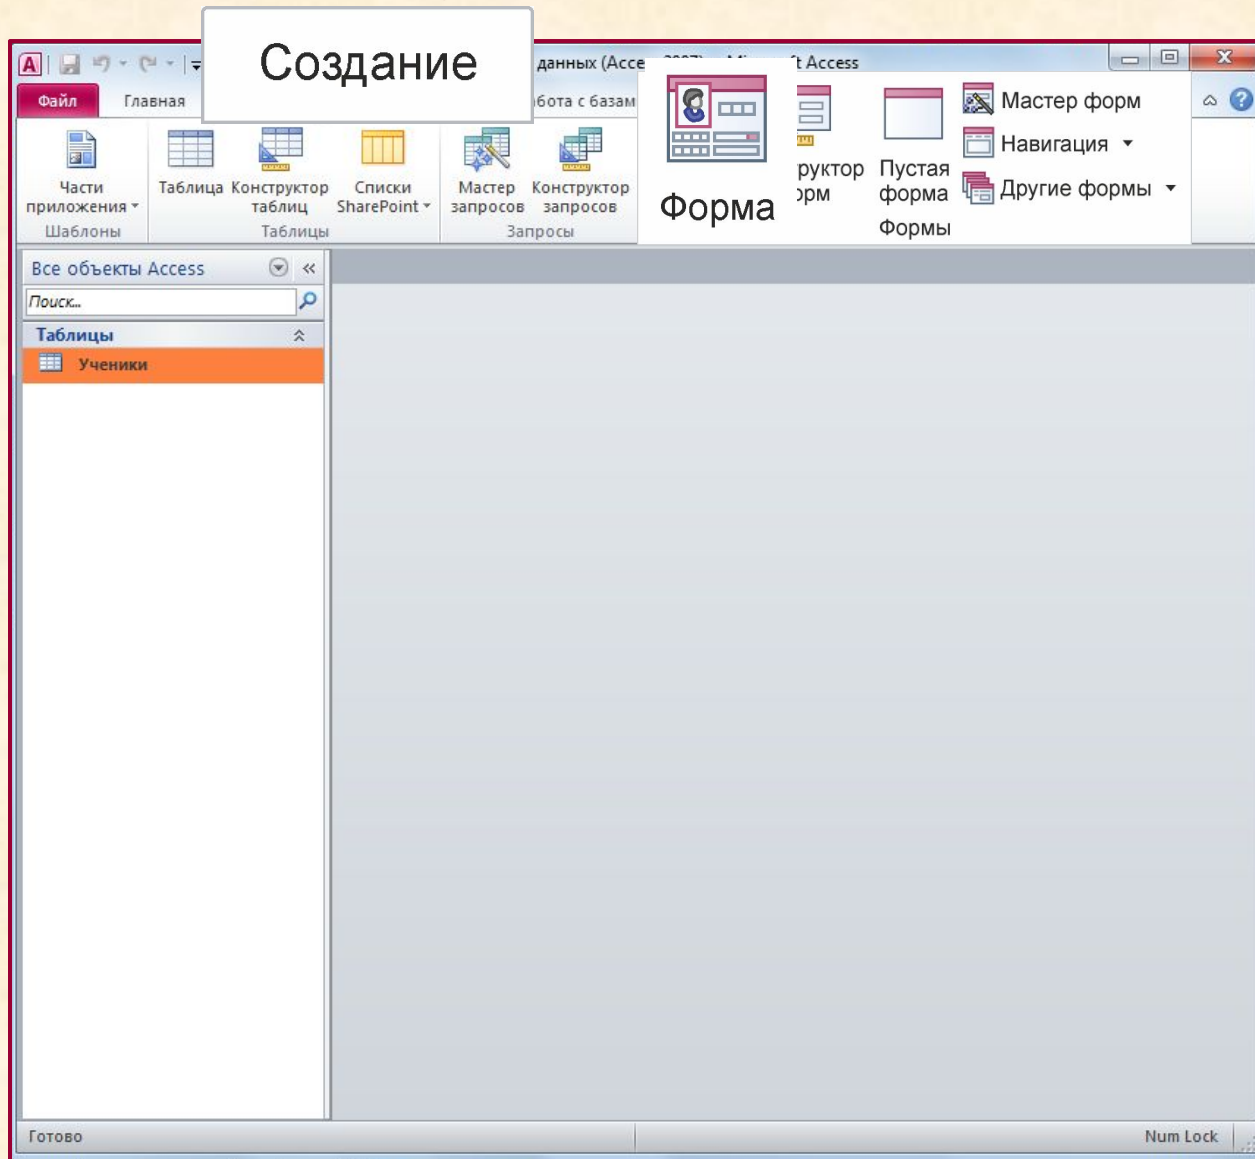 Создание
данных (Acce
t Access
Файл
Главная
бота с базам
Части
приложения
Шаблоны
Таблица
Конструктор
таблиц
Списки
SharePoint
Таблицы
Мастер
запросов
Конструктор
запросов
Запросы
Форма
руктор
орм
Пустая
форма
Мастер форм
Навигация
Другие формы
Формы
Все объекты Access
Поиск...
Таблицы
Ученики
Готово
Num Lock